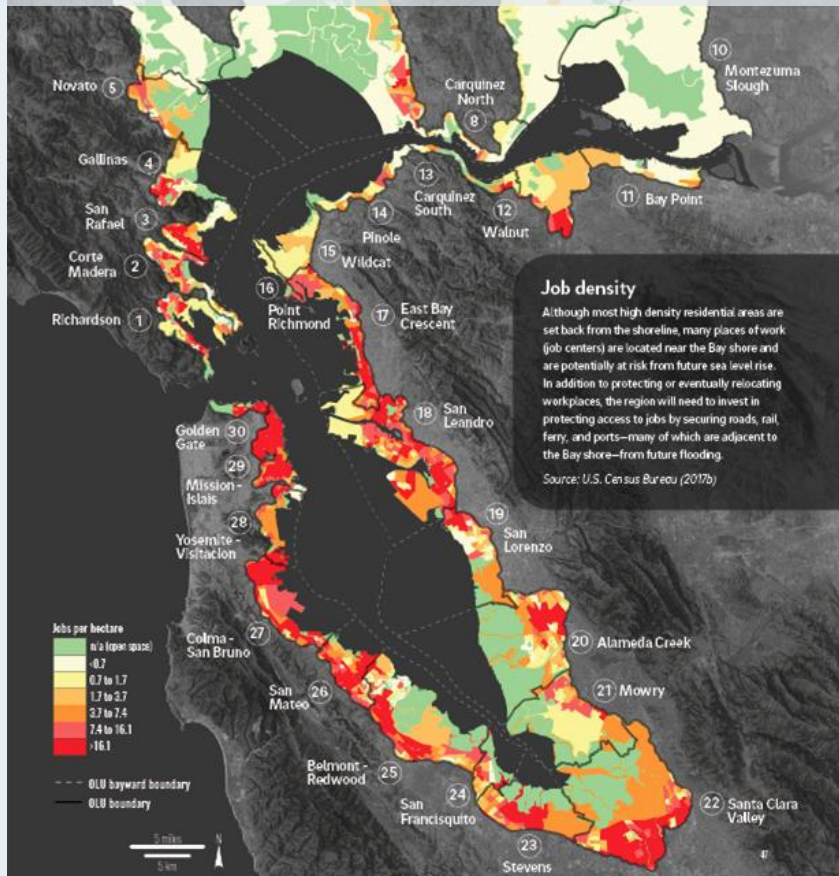 10
Montezuma
Slough
Novato 5
Carquinez
North
8
Gallinas
4
13
Carquinez
South
11 Bay Point
San
Rafael
3
14
Pinole
12
Walnut
Corte
Madera
2
15
Wildcat
16
Point
Richmond
Richardson 1
17 East Bay
Crescent
Job density
Although most high density residential areas are
set back from the shoreline, many places of work
(job centers) are located near the Bay shore and
are potentially at risk from future sea level rise.
In addition to protecting or eventually relocating
workplaces, the region will need to invest in
protecting access to jobs by securing roads, rail,
ferry, and ports—many of which are adjacent to
the Bay shore—from future flooding.
Source: U.S. Census Bureau (2017b)
Golden
Gate
30
18 San
Leandro
29
Mission -
Islais
28
Yosemite -
Visitacion
19
San
Lorenzo
27
Colma -
San Bruno
20
Alameda Creek
21 Mowry
San
Mateo
26
Belmont -
Redwood
25
24
San
Francisquito
23
Stevens
22 Santa Clara
Valley
Jobs per hectare
n/a (open space)
<0.7
0.7 to 1.7
1.7 to 3.7
3.7 to 7.4
7.4 to 16.1
>16.1
OLU bayward boundary
OLU boundary
5 miles
5 km
N
47